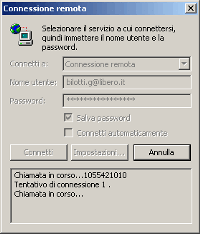 Connessione remota
Selezionare il servizio a cui connettersi,
quindi immettere il nome utente e la
password.
Connetti a: Connessione remota
Nome utente: bilotti.g@libero.it
Password: *****************
Salva password
Connetti automaticamente
Connetti Impostazioni... Annulla
Chiamata in corso...1055421010
Tentativo di connessione 1 .
Chiamata in corso...